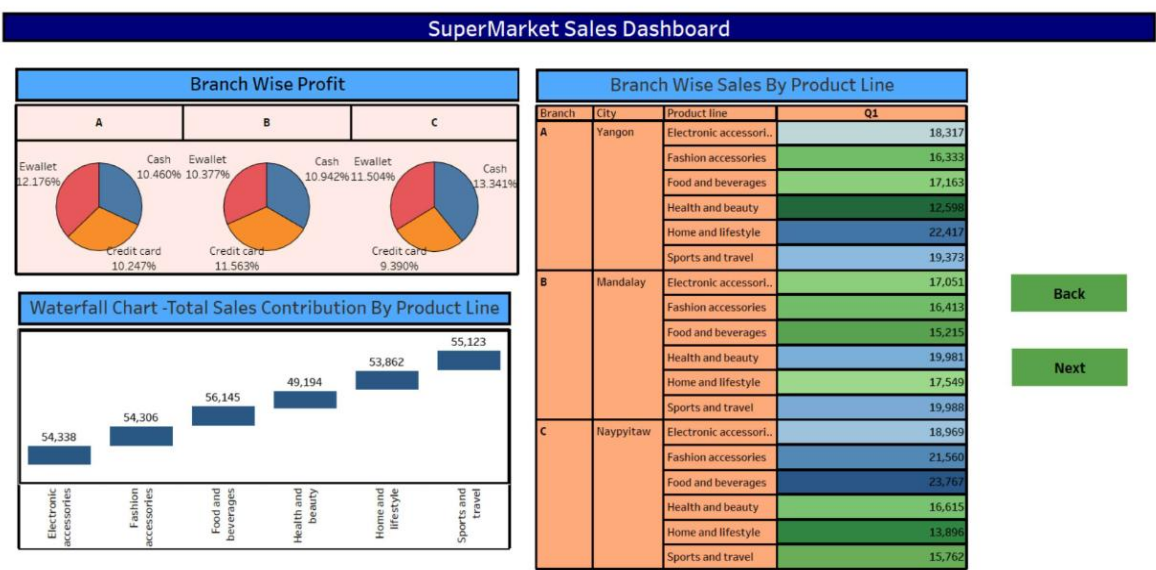 SuperMarket Sales Dashboard
Branch Wise Profit
A B C
Ewallet
12.176%
Cash
10.460%
Credit card
10.247%
Ewallet
10.377%
Cash
10.942%
Credit card
11.563%
Ewallet
11.504%
Cash
13.341%
Credit card
9.390%
Waterfall Chart -Total Sales Contribution By Product Line
54,338
54,306
56,145
49,194
53,862
55,123
Electronic
accessories
Fashion
accessories
Food and
beverages
Health and
beauty
Home and
lifestyle
Sports and
travel
Branch Wise Sales By Product Line
Branch City Product line Q1
A Yangon Electronic accessori.. 18,317
Fashion accessories 16,333
Food and beverages 17,163
Health and beauty 12,598
Home and lifestyle 22,417
Sports and travel 19,373
B Mandalay Electronic accessori.. 17,051
Fashion accessories 16,413
Food and beverages 15,215
Health and beauty 19,981
Home and lifestyle 17,549
Sports and travel 19,988
C Naypyitaw Electronic accessori.. 18,969
Fashion accessories 21,560
Food and beverages 23,767
Health and beauty 16,615
Home and lifestyle 13,896
Sports and travel 15,762
Back
Next